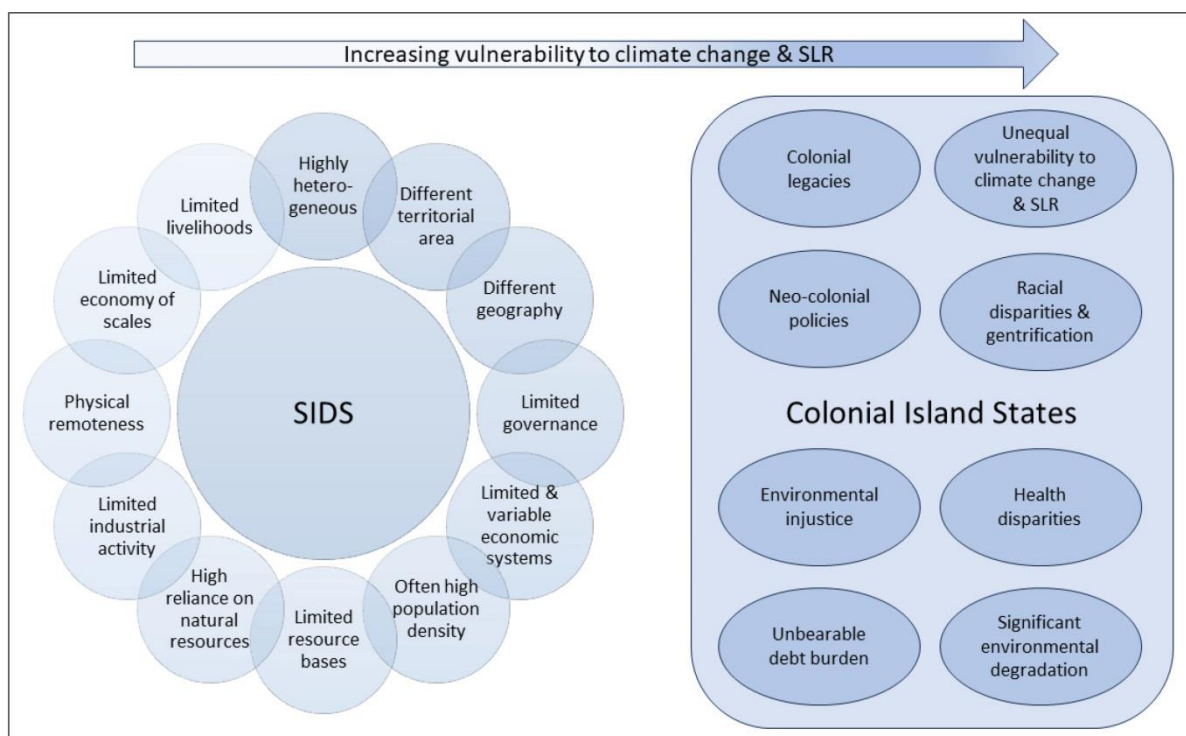 Increasing vulnerability to climate change & SLR
Highly
hetero-
geneous
Different
territorial
area
Different
geography
Limited
governance
Limited &
variable
economic
systems
Often high
population
density
Limited
resource
bases
High
reliance on
natural
resources
Limited
industrial
activity
Physical
remoteness
Limited
economy of
scales
Limited
livelihoods
SIDS
Colonial
legacies
Unequal
vulnerability to
climate change
& SLR
Neo-colonial
policies
Racial
disparities &
gentrification
Colonial Island States
Environmental
injustice
Health
disparities
Unbearable
debt burden
Significant
environmental
degradation